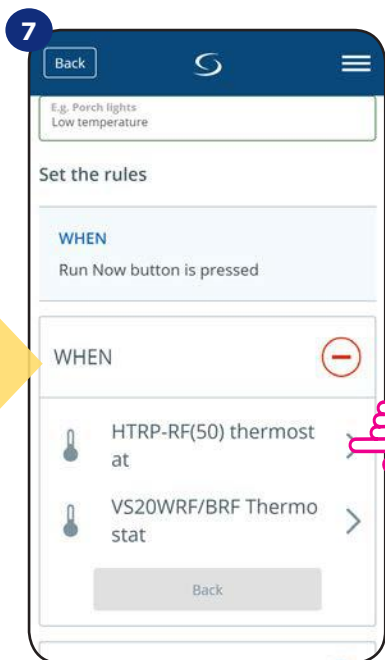 7
Back
E.g. Porch lights
Low temperature
Set the rules
WHEN
Run Now button is pressed
WHEN
HTRP-RF(50) thermost
at
VS20WRF/BRF Thermo
stat
Back